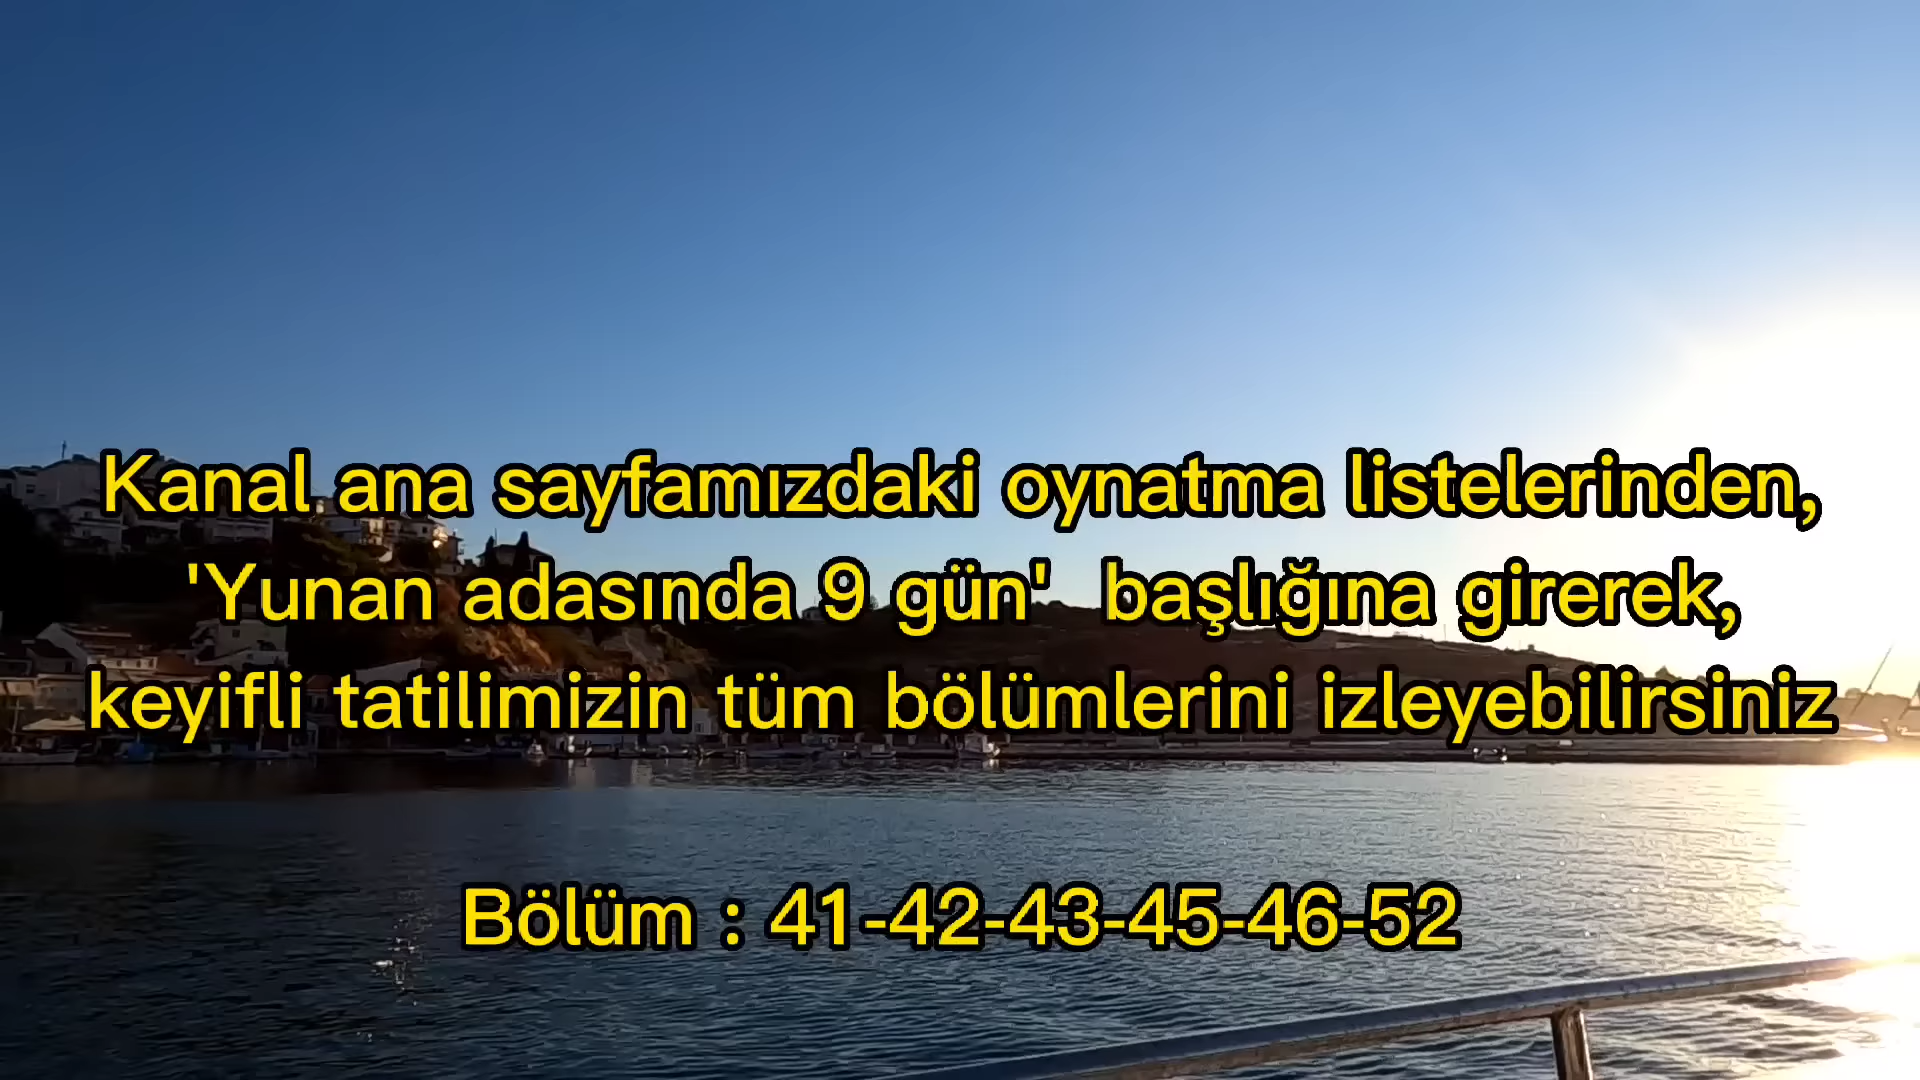 Kanal ana sayfamızdaki oynatma listelerinden,
'Yunan adasında 9 gün'  başlığına girerek,
keyifli tatilimizin tüm bölümlerini izleyebilirsiniz
Bölüm : 41-42-43-45-46-52